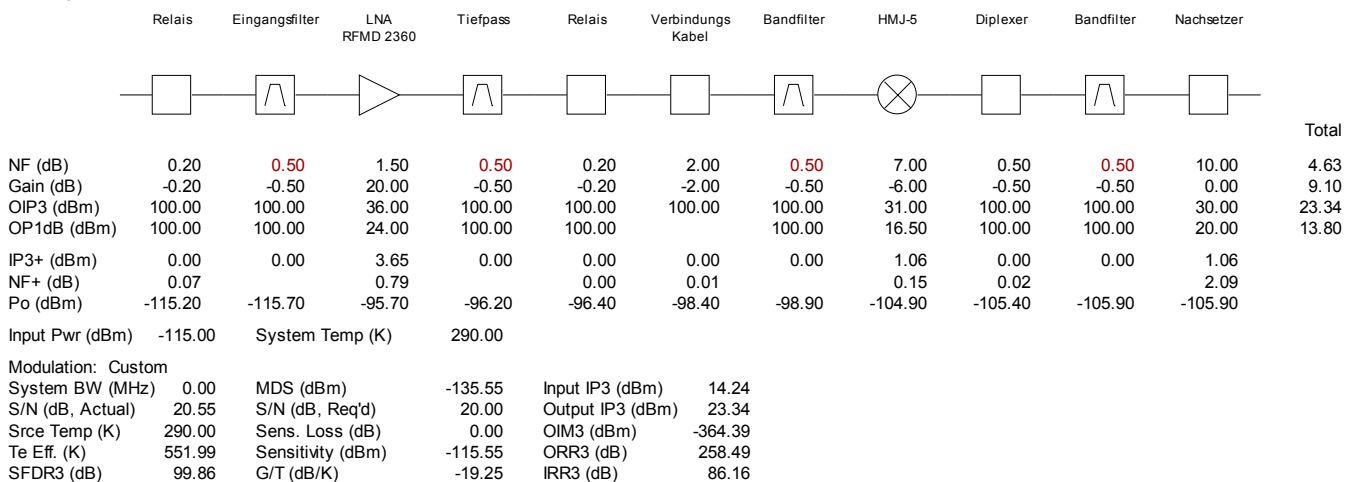 Relais Eingangsfilter LNA Tiefpass Relais Verbindungs Bandfilter HMJ-5 Diplexer Bandfilter Nachsetzer
RFMD 2360 Kabel
Total
NF (dB) 0.20 0.50 1.50 0.50 0.20 2.00 0.50 7.00 0.50 0.50 10.00 4.63
Gain (dB) -0.20 -0.50 20.00 -0.50 -0.20 -2.00 -0.50 -6.00 -0.50 -0.50 0.00 9.10
OIP3 (dBm) 100.00 100.00 36.00 100.00 100.00 100.00 100.00 31.00 100.00 100.00 30.00 23.34
OP1dB (dBm) 100.00 100.00 24.00 100.00 100.00 100.00 16.50 100.00 100.00 20.00 13.80
IP3+ (dBm) 0.00 0.00 3.65 0.00 0.00 0.00 0.00 1.06 0.00 0.00 1.06
NF+ (dB) 0.07 0.79 0.00 0.01 0.15 0.02 2.09
Po (dBm) -115.20 -115.70 -95.70 -96.20 -96.40 -98.40 -98.90 -104.90 -105.40 -105.90 -105.90
Input Pwr (dBm) -115.00 System Temp (K) 290.00
Modulation: Custom
System BW (MHz) 0.00 MDS (dBm) -135.55 Input IP3 (dBm) 14.24
S/N (dB, Actual) 20.55 S/N (dB, Req'd) 20.00 Output IP3 (dBm) 23.34
Srce Temp (K) 290.00 Sens. Loss (dB) 0.00 OIM3 (dBm) -364.39
Te Eff. (K) 551.99 Sensitivity (dBm) -115.55 ORR3 (dB) 258.49
SFDR3 (dB) 99.86 G/T (dB/K) -19.25 IRR3 (dB) 86.16